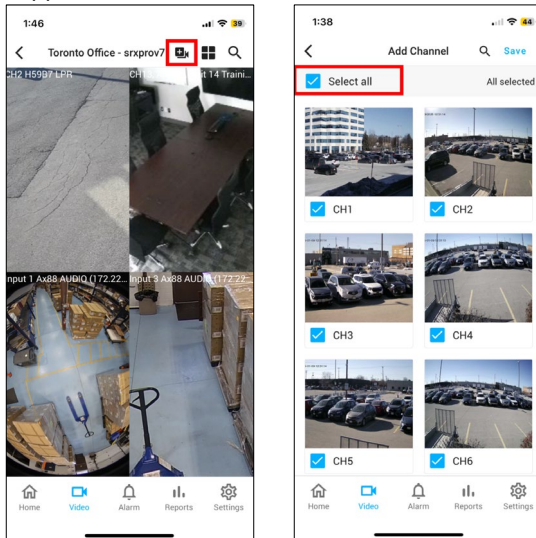 1:46
39
Toronto Office - srxprov7
CH2 H59B7 LPR
Input 1 Ax88 AUDIO (172.22...
Input 3 Ax88 AUDIO (172.22
Home
Video
Alarm
Reports
Settings
1:38
44
Add Channel
Save
Select all
All selected
CH1
CH2
CH3
CH4
CH5
CH6
Home
Video
Alarm
Reports
Settings